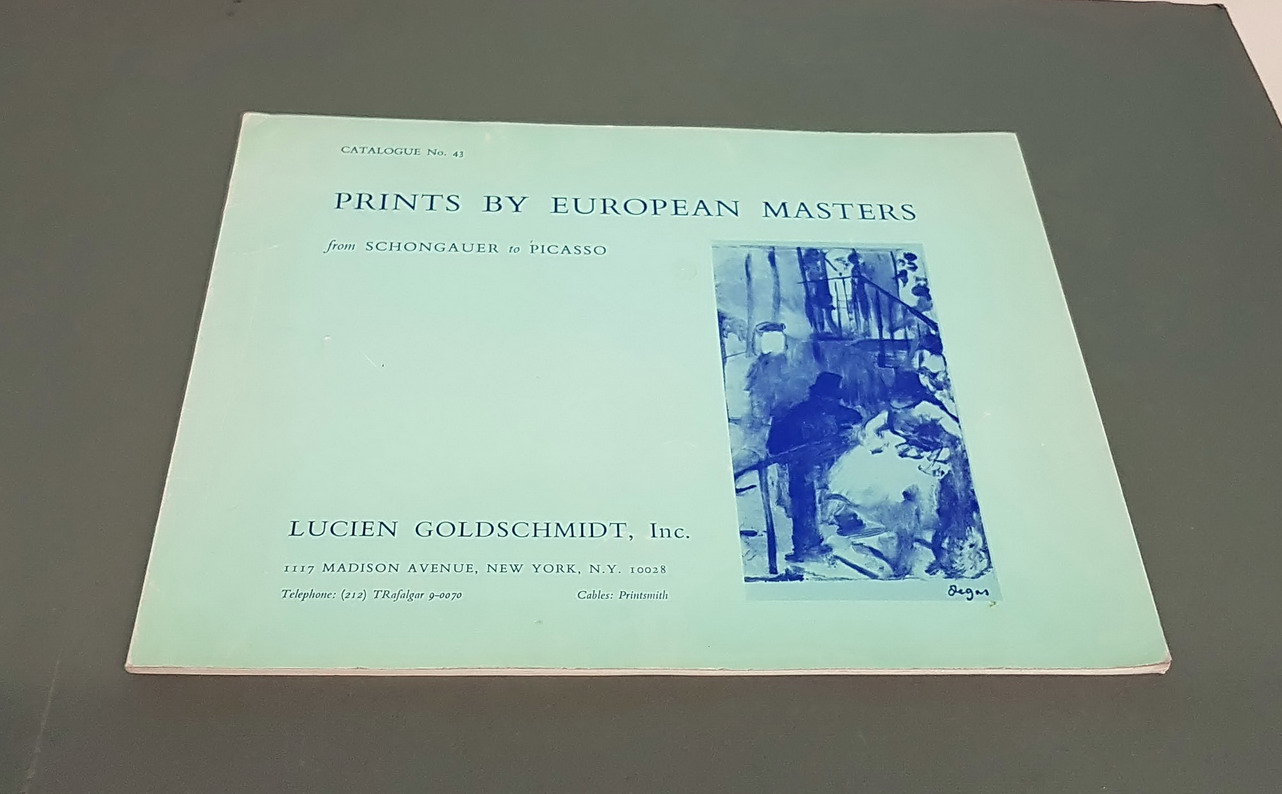 CATALOGUE No. 43
PRINTS BY EUROPEAN MASTERS
from SCHONGAUER to PICASSO
LUCIEN GOLDSCHMIDT, Inc.
1117 MADISON AVENUE, NEW YORK, N.Y. 10028
Telephone: (212) TRafalgar 9-0070 Cables: Printsmith
Degas